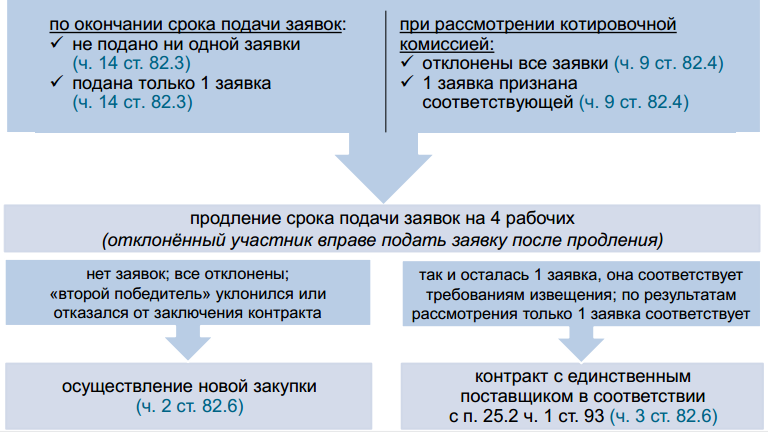 по окончании срока подачи заявок:
✓ не подано ни одной заявки
(ч. 14 ст. 82.3)
✓ подана только 1 заявка
(ч. 14 ст. 82.3)
при рассмотрении котировочной
комиссией:
✓ отклонены все заявки (ч. 9 ст. 82.4)
✓ 1 заявка признана
соответствующей (ч. 9 ст. 82.4)
продление срока подачи заявок на 4 рабочих
(отклонённый участник вправе подать заявку после продления)
нет заявок; все отклонены;
«второй победитель» уклонился или
отказался от заключения контракта
так и осталась 1 заявка, она соответствует
требованиям извещения; по результатам
рассмотрения только 1 заявка соответствует
осуществление новой закупки
(ч. 2 ст. 82.6)
контракт с единственным
поставщиком в соответствии
с п. 25.2 ч. 1 ст. 93 (ч. 3 ст. 82.6)